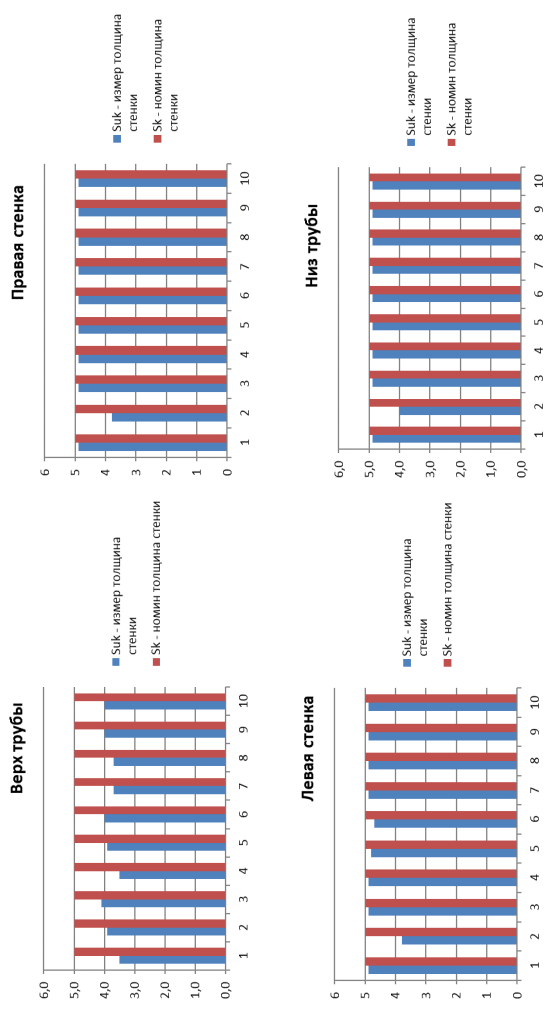 Верх трубы
6,0
5,0
4,0
3,0
2,0
1,0
0,0
1 2 3 4 5 6 7 8 9 10
Suk - измер толщина
стенки
Sk - номин толщина стенки
Правая стенка
6
5
4
3
2
1
0
1 2 3 4 5 6 7 8 9 10
Suk - измер толщина
стенки
Sk - номин толщина
стенки
Левая стенка
6
5
4
3
2
1
0
1 2 3 4 5 6 7 8 9 10
Suk - измер толщина
стенки
Sk - номин толщина стенки
Низ трубы
6,0
5,0
4,0
3,0
2,0
1,0
0,0
1 2 3 4 5 6 7 8 9 10
Suk - измер толщина
стенки
Sk - номин толщина
стенки